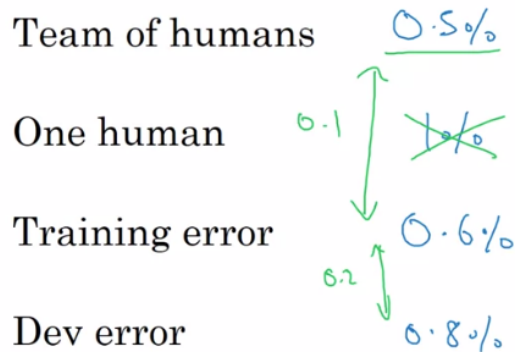 Team of humans 0.5%
0.1
One human 1%
Training error 0.6%
0.2
Dev error 0.8%